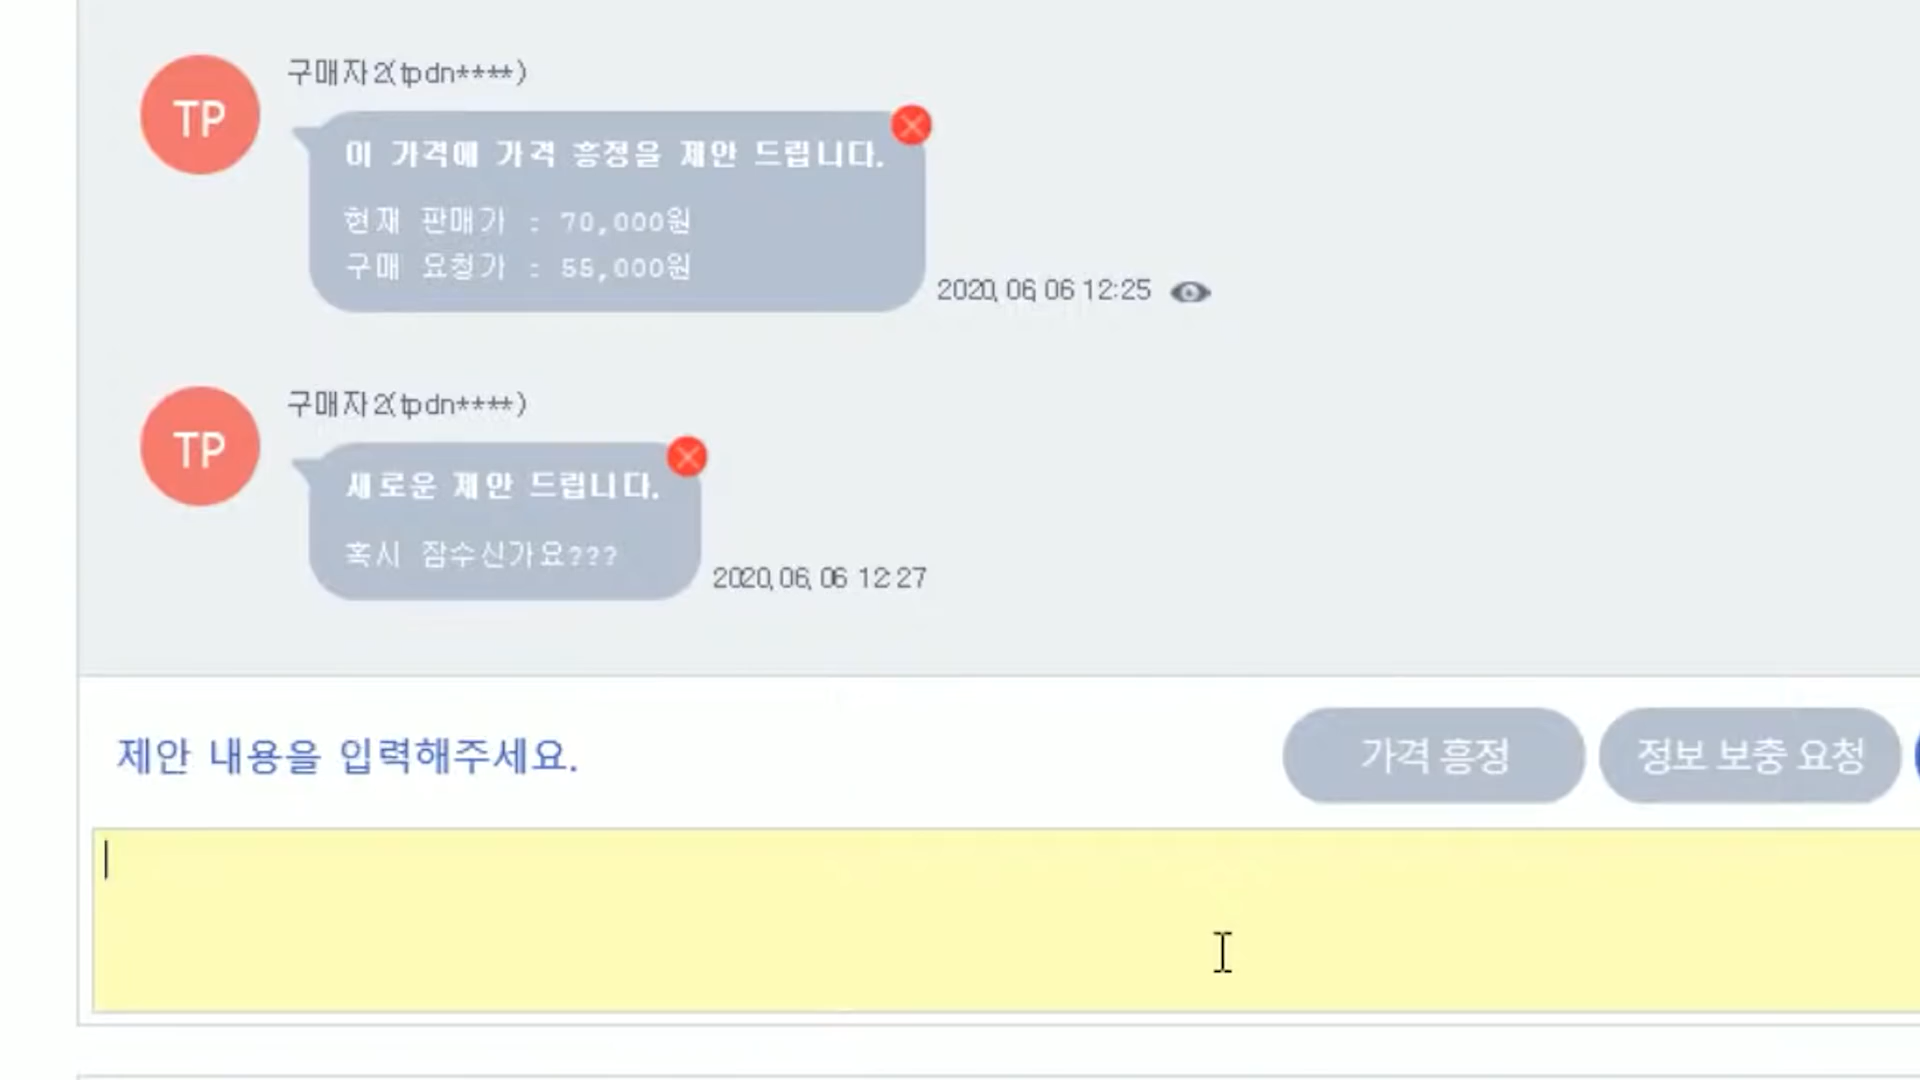 구매자2(tpdn****)
TP
이 가격에 가격 흥정을 제안 드립니다.
현재 판매가 : 70,000원
구매 요청가 : 55,000원
2020.06.06 12:25
구매자2(tpdn****)
TP
새로운 제안 드립니다.
혹시 잠수신가요???
2020.06.06 12:27
제안 내용을 입력해주세요.
가격 흥정
정보 보충 요청